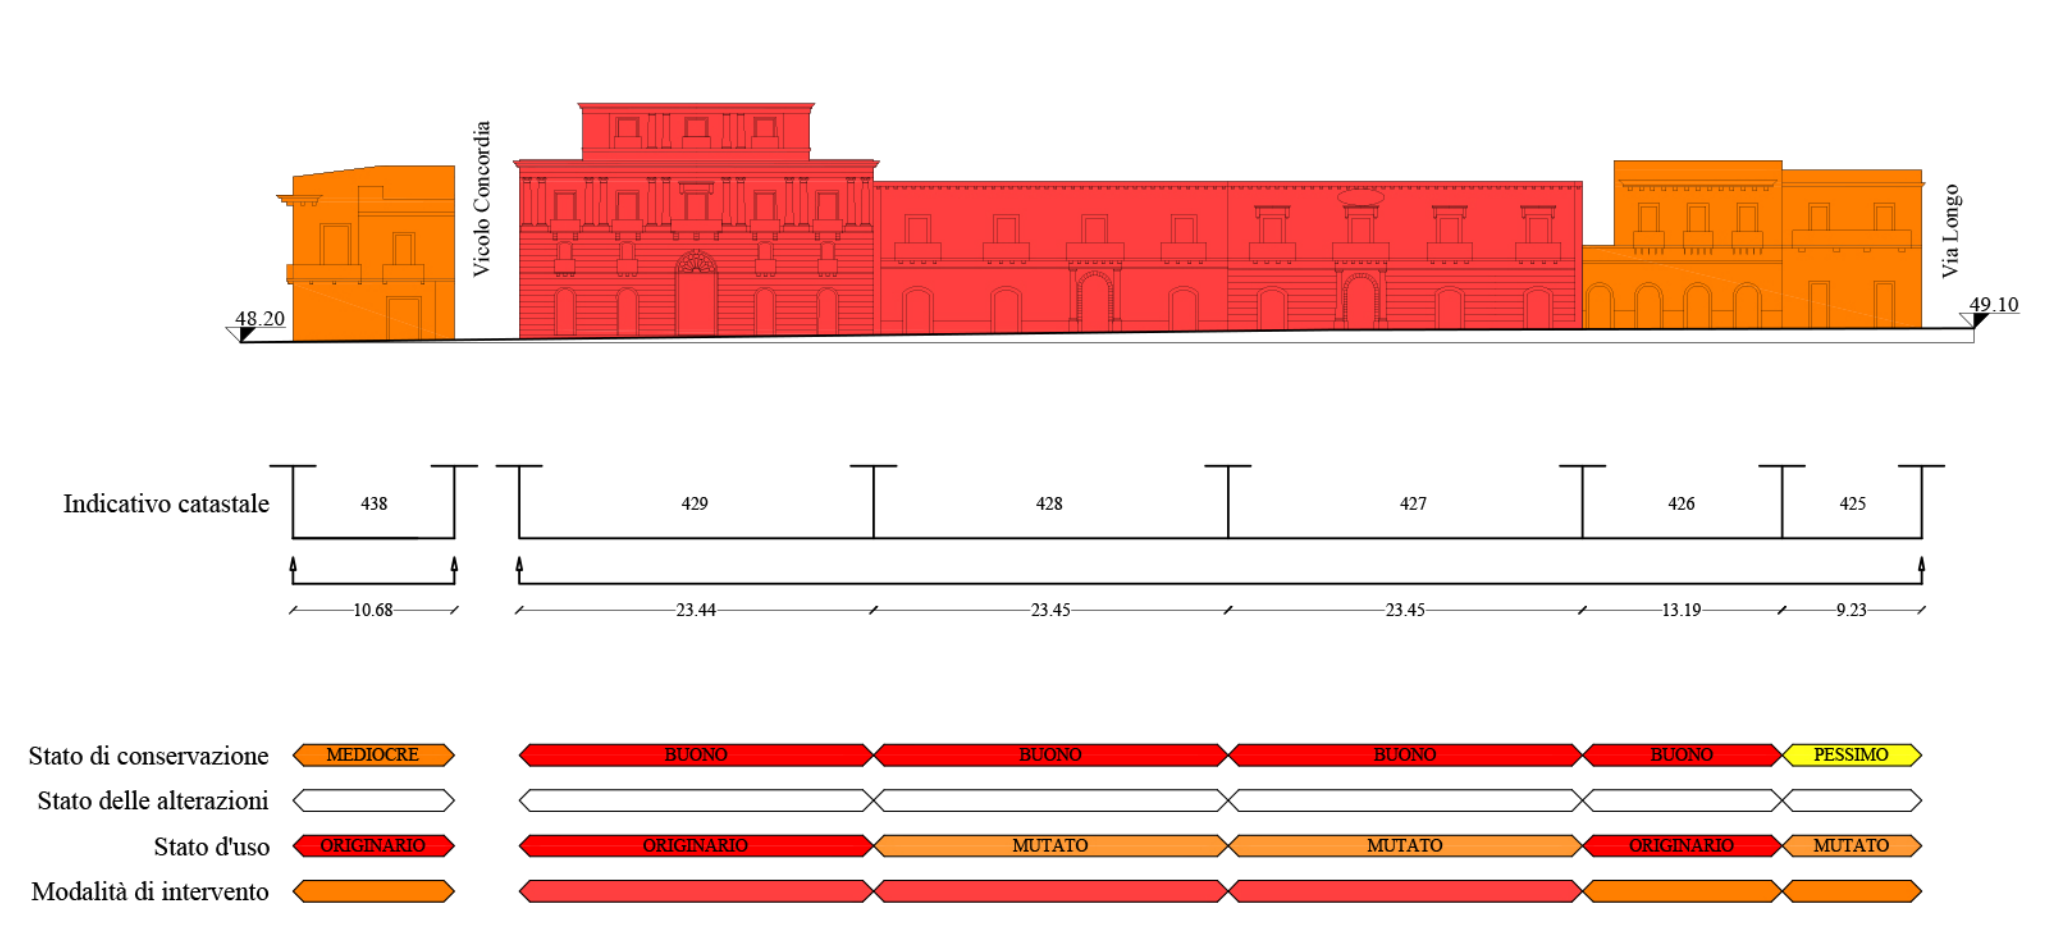 Vicolo Concordia
Via Longo
48.20
49.10
Indicativo catastale 438 429 428 427 426 425
10.68 23.44 23.45 23.45 13.19 9.23
Stato di conservazione MEDIOCRE BUONO BUONO BUONO BUONO PESSIMO
Stato delle alterazioni
Stato d'uso ORIGINARIO ORIGINARIO MUTATO MUTATO ORIGINARIO MUTATO
Modalità di intervento